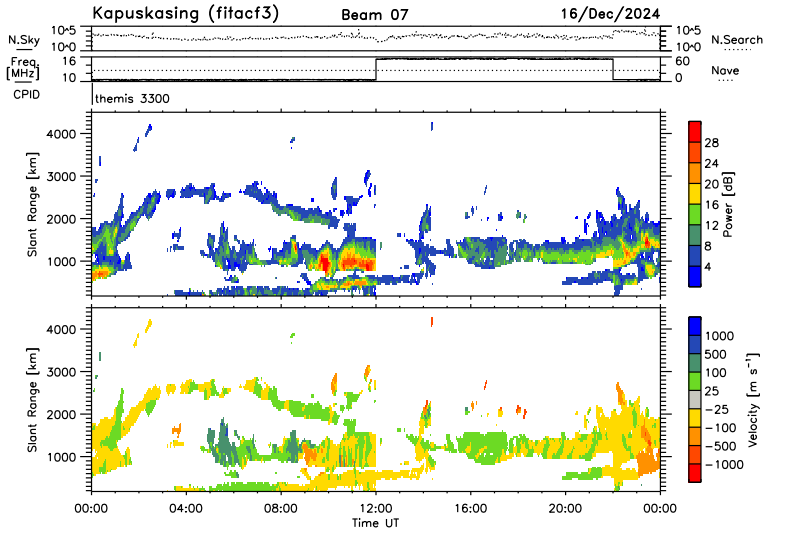 Kapuskasing (fitacf3) Beam 07 16/Dec/2024
N.Sky 10^5 10^0 10^5 10^0 N.Search
Freq. [MHz] 16 10 60 0 Nave
CPID themis 3300
Slant Range [km]
4000
3000
2000
1000
Power [dB]
28
24
20
16
12
8
4
Slant Range [km]
4000
3000
2000
1000
Velocity [m s⁻¹]
1000
500
100
25
−25
−100
−500
−1000
00:00 04:00 08:00 12:00 16:00 20:00 00:00
Time UT